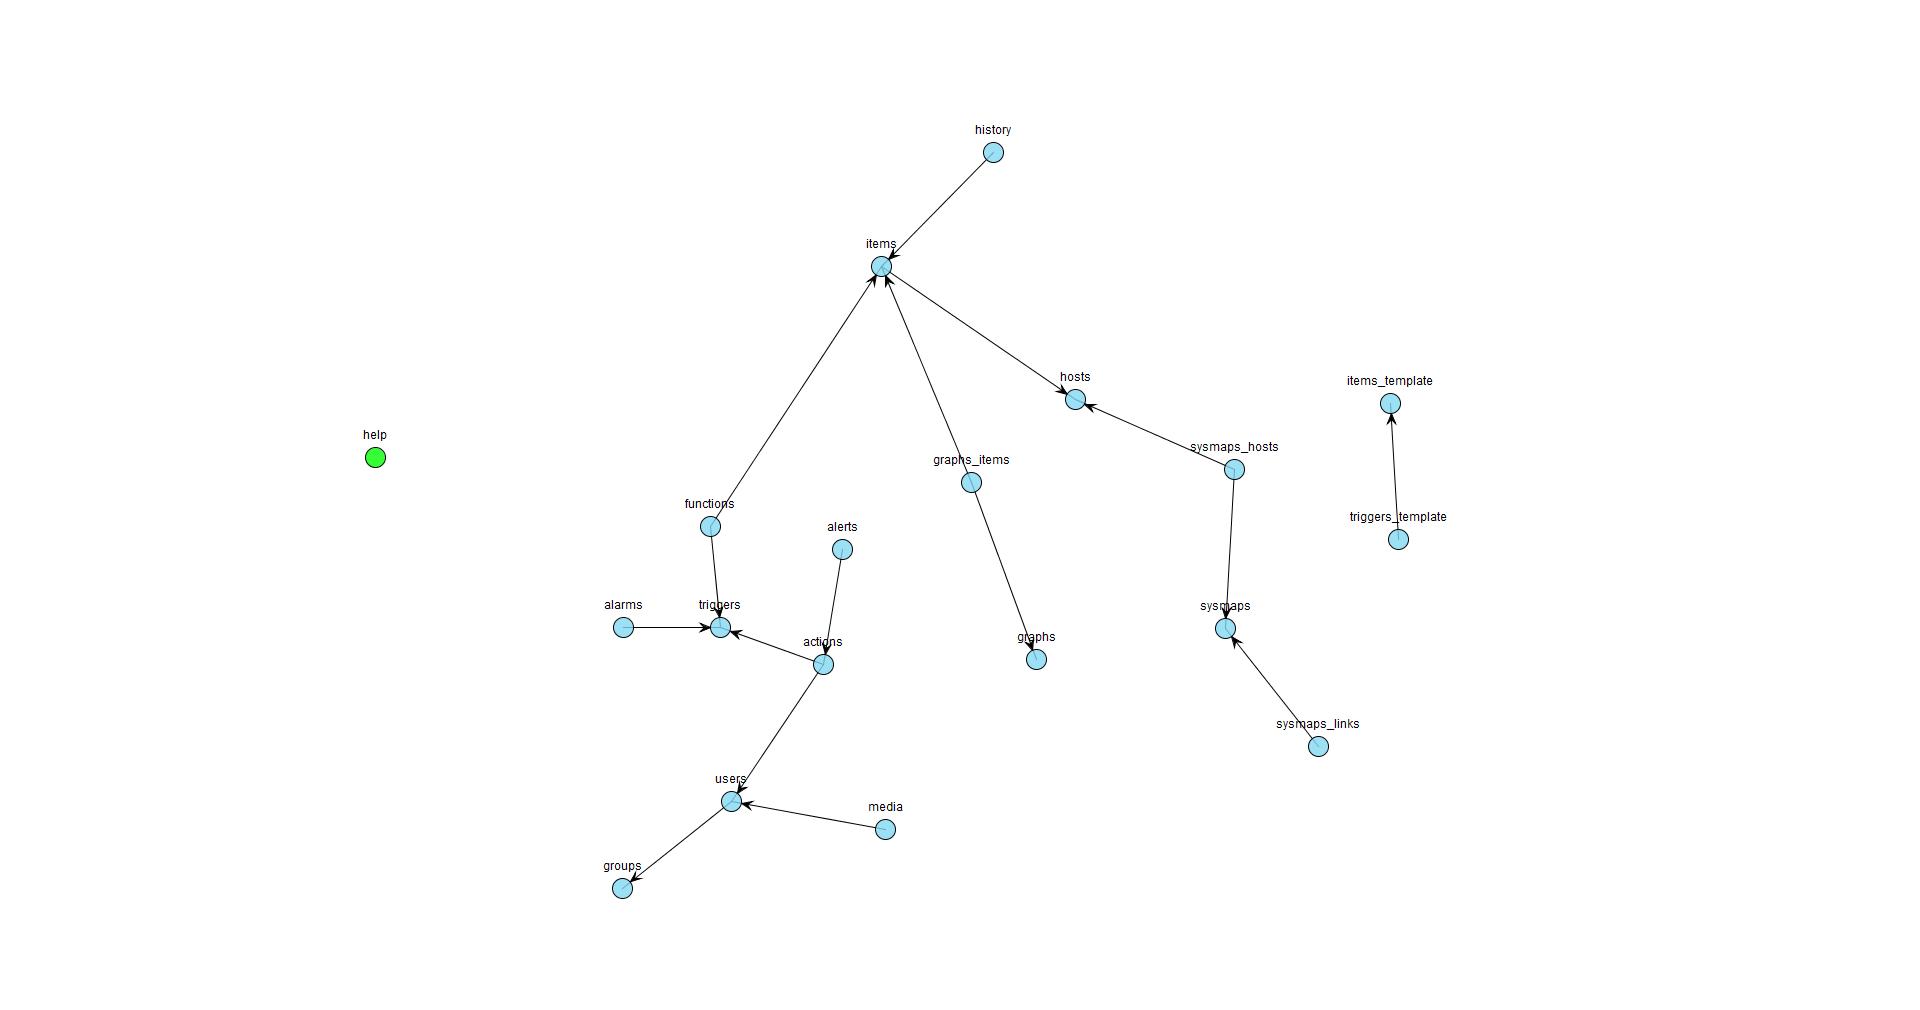 history
items
hosts
items_template
help
sysmaps_hosts
graphs_items
functions
triggers_template
alerts
alarms
triggers
sysmaps
graphs
actions
sysmaps_links
users
media
groups